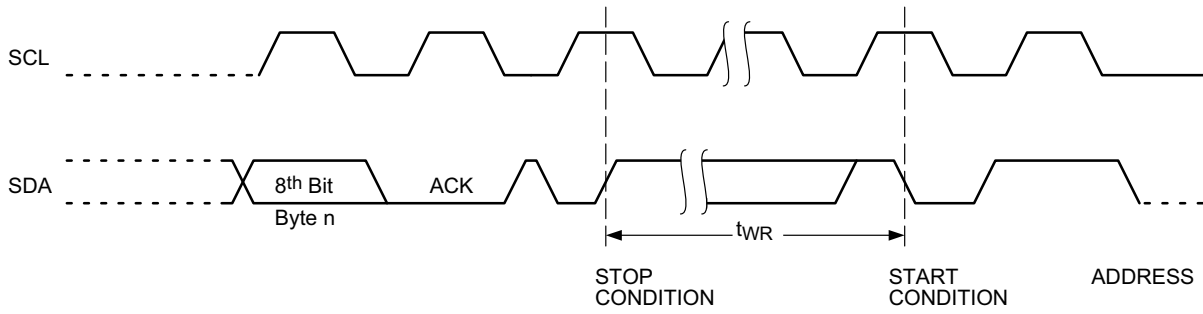 SCL
SDA
8th Bit
Byte n
ACK
tWR
STOP
CONDITION
START
CONDITION
ADDRESS